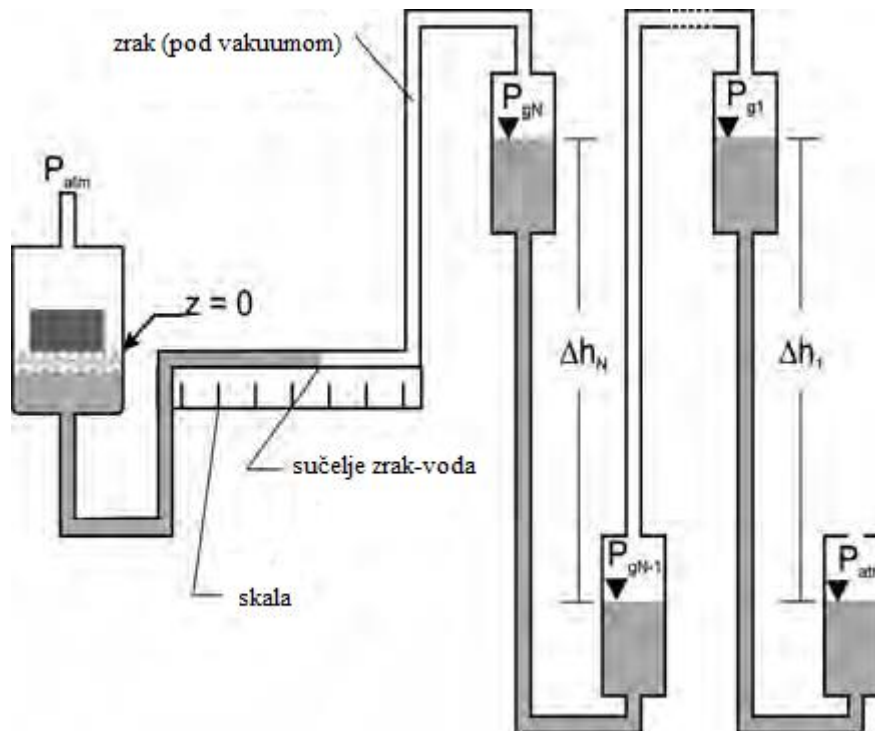 zrak (pod vakuumom)
P_gN
P_g1
P_atm
z = 0
Δh_N
Δh_1
sučelje zrak-voda
skala
P_gN-1
P_atm